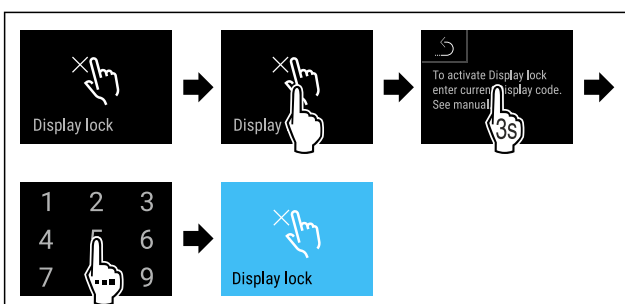 Display lock
Display
To activate Display lock
enter current display code.
See manual
3s
1 2 3
4 5 6
7 9
Display lock